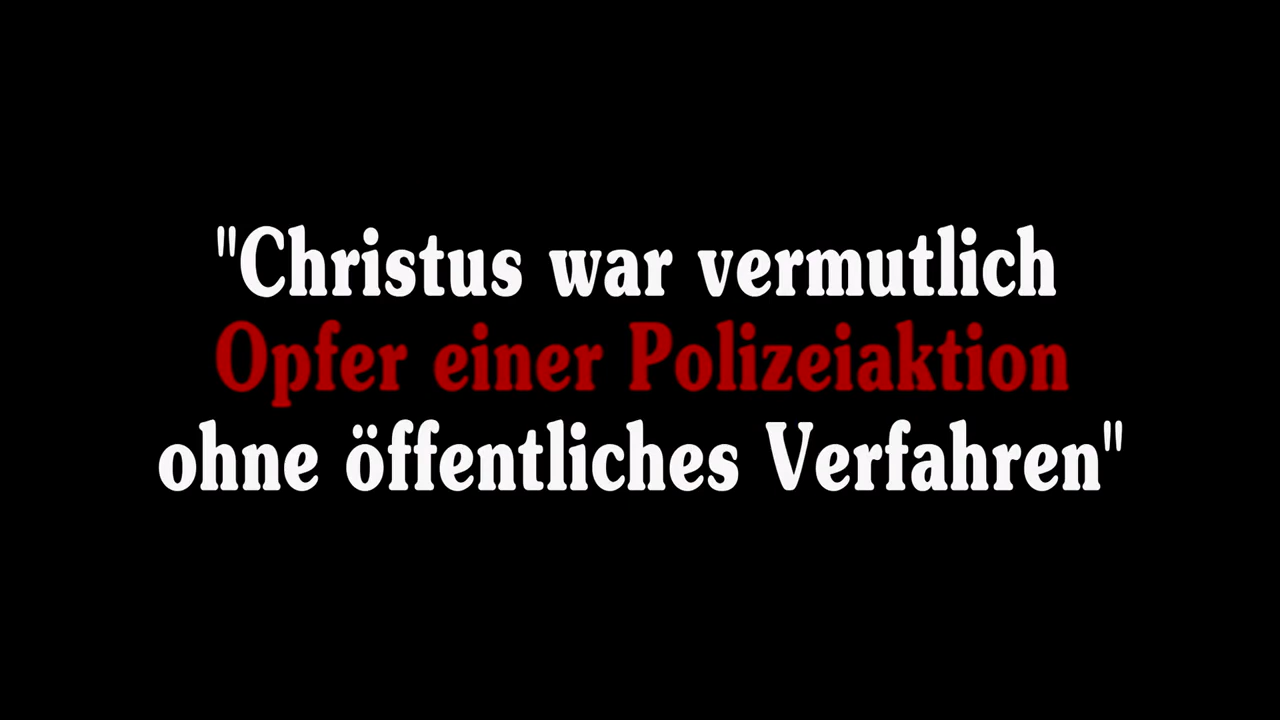 "Christus war vermutlich
Opfer einer Polizeiaktion
ohne öffentliches Verfahren"